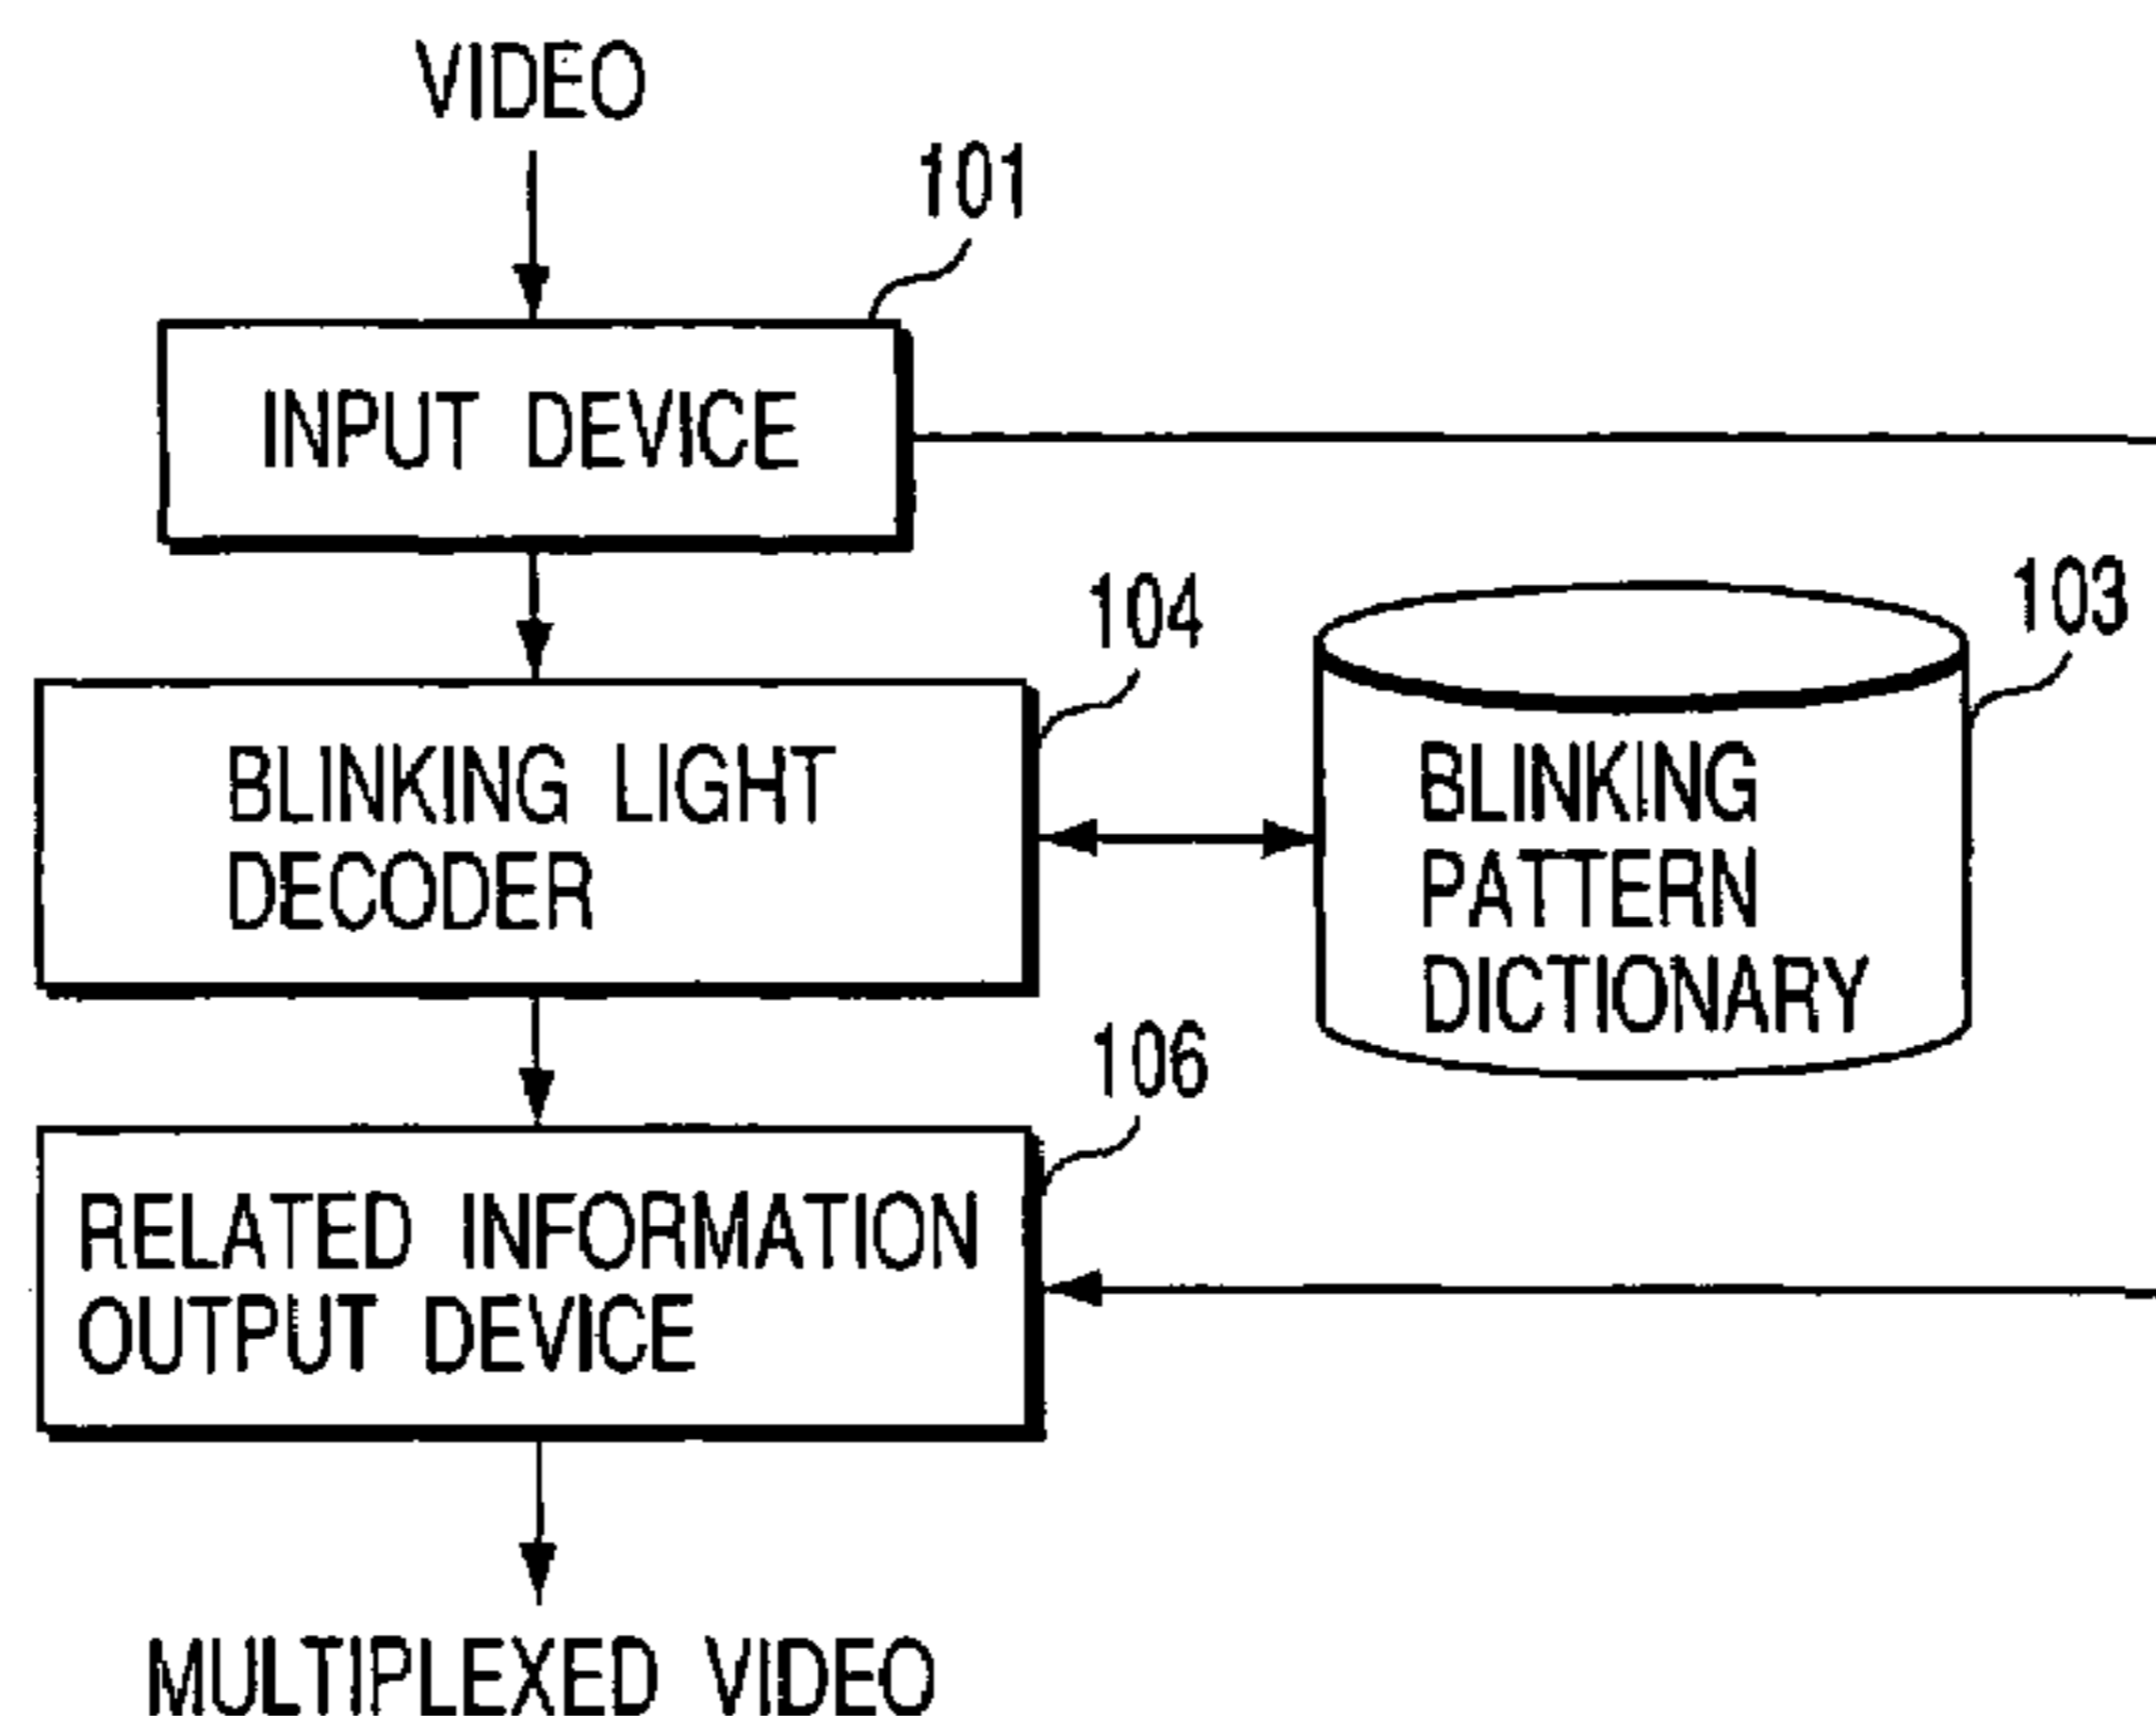 VIDEO
101
INPUT DEVICE
104
103
BLINKING LIGHT
DECODER
BLINKING
PATTERN
DICTIONARY
106
RELATED INFORMATION
OUTPUT DEVICE
MULTIPLEXED VIDEO